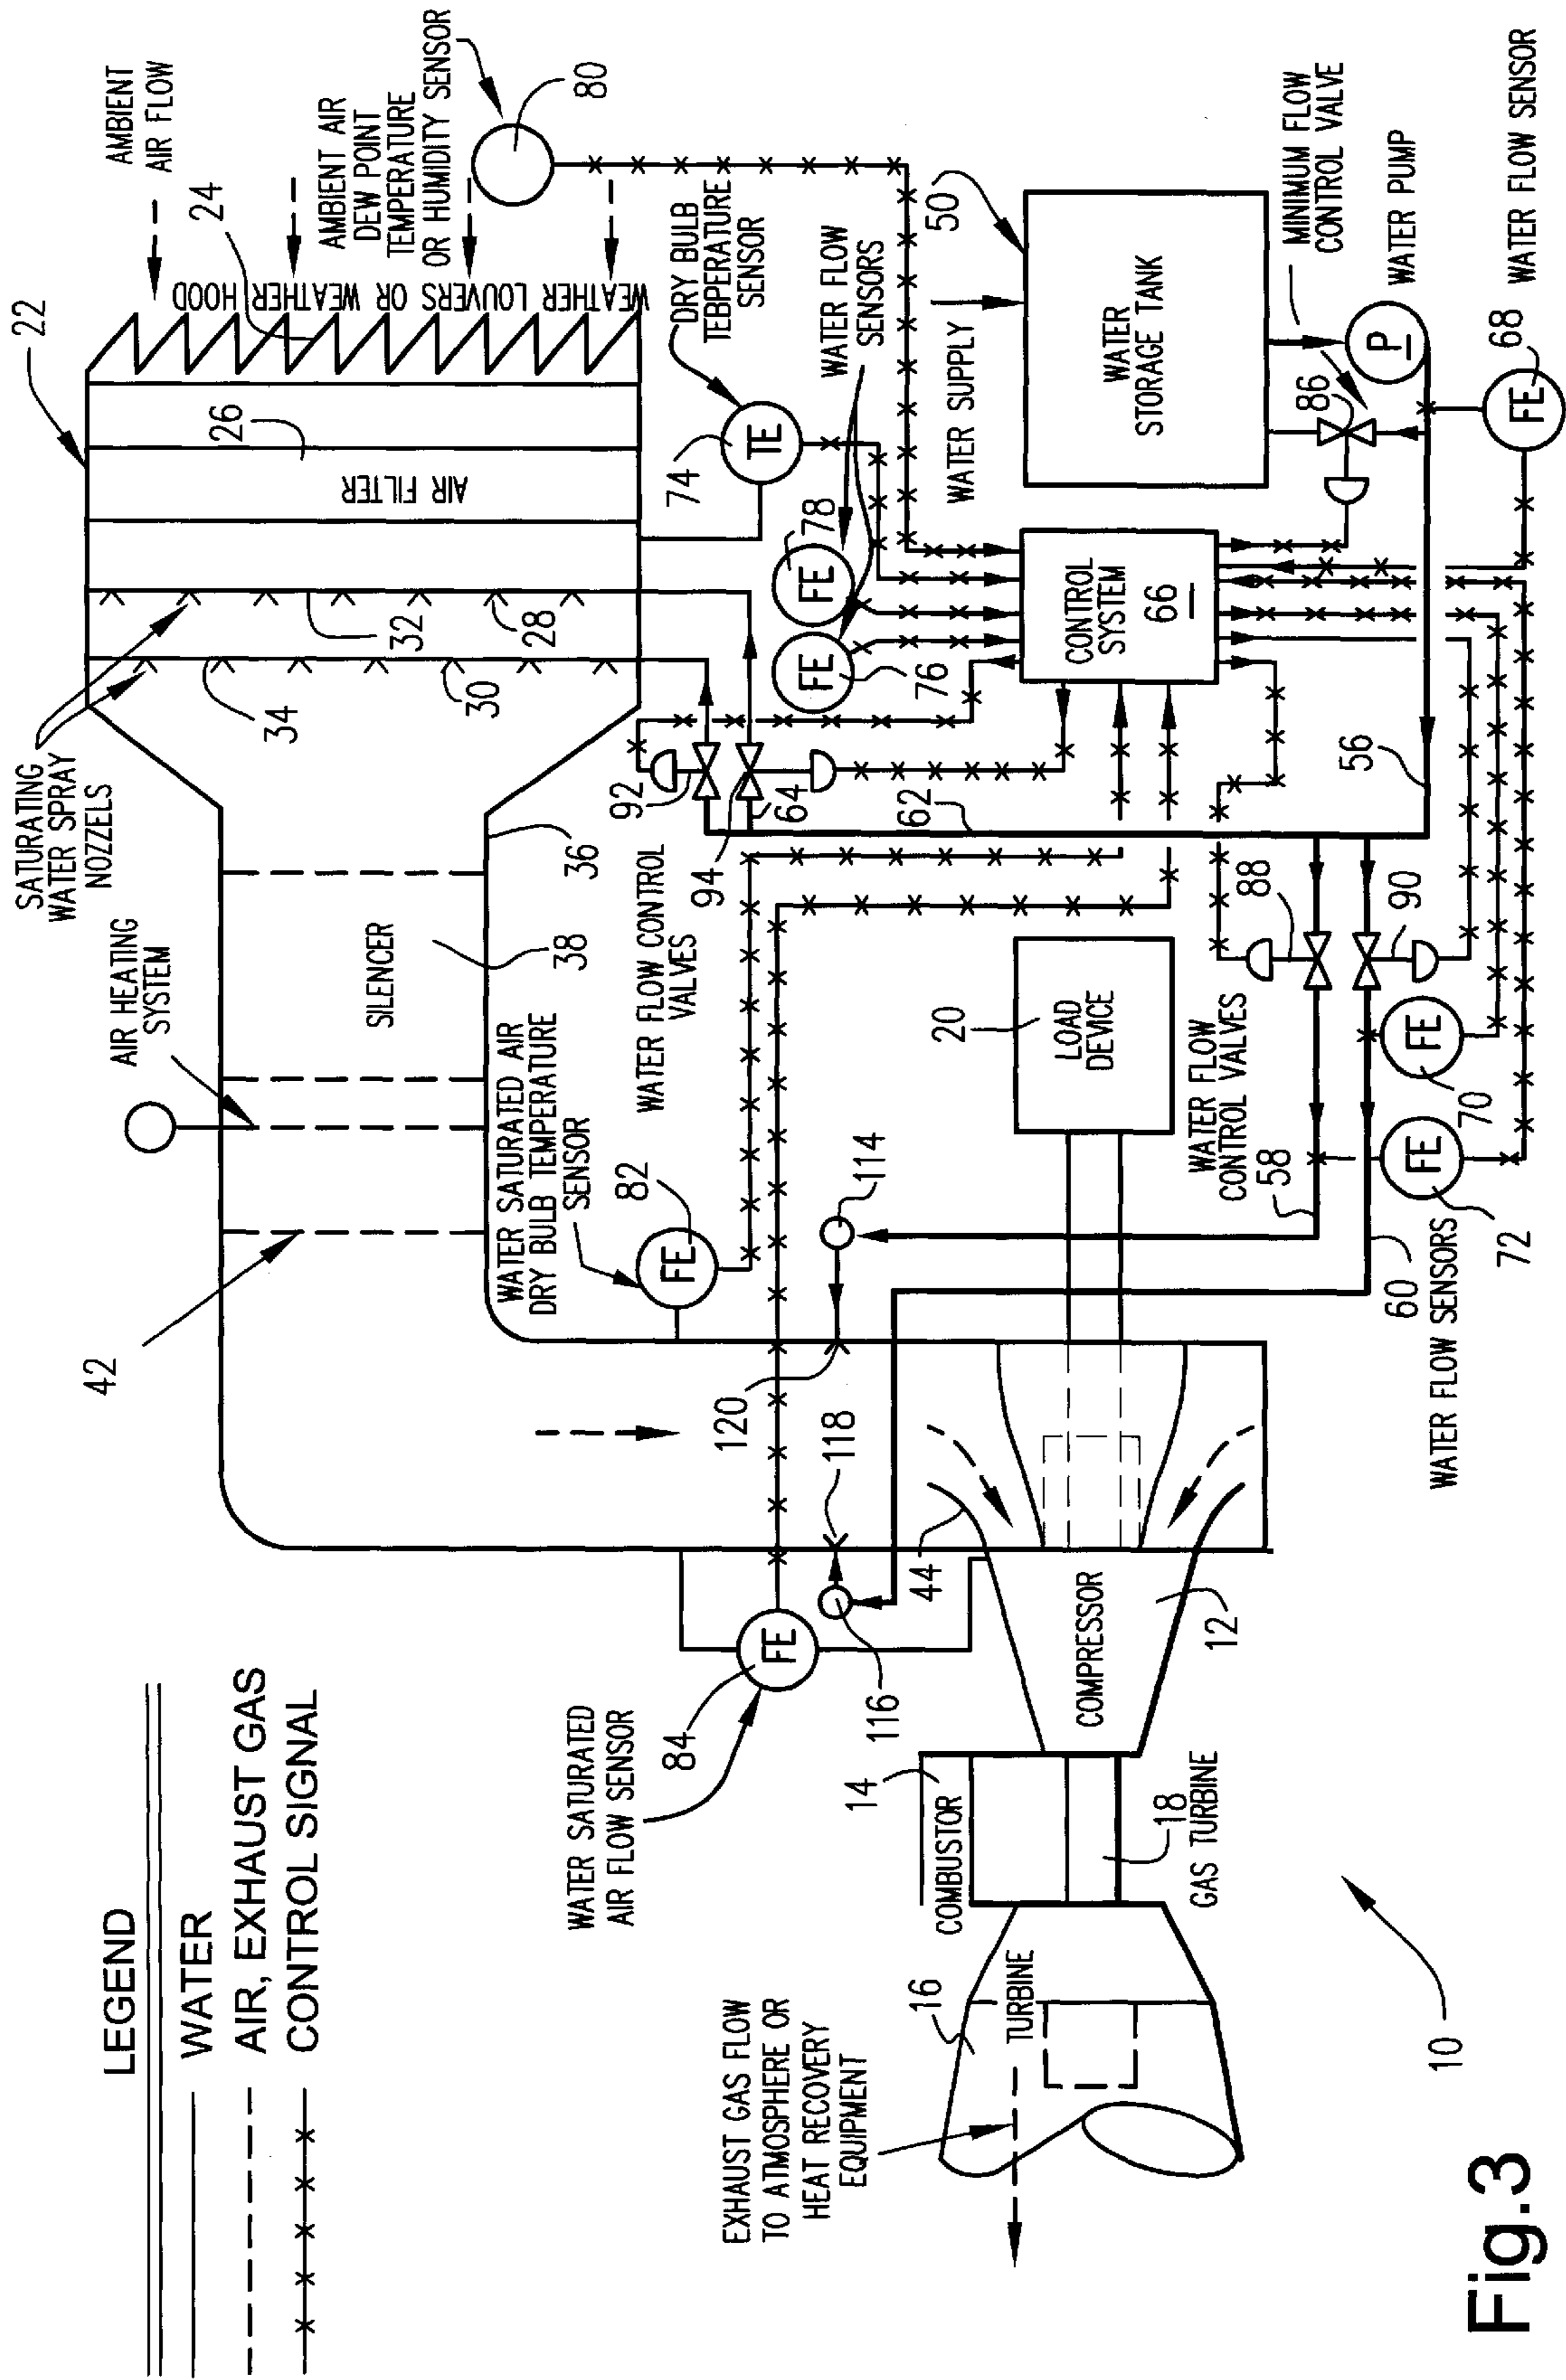 LEGEND
WATER
AIR, EXHAUST GAS
CONTROL SIGNAL
22
AMBIENT
AIR FLOW
24
AMBIENT AIR
DEW POINT
TEMPERATURE
OR HUMIDITY SENSOR
80
WEATHER LOUVERS OR WEATHER HOOD
26
AIR FILTER
SATURATING
WATER SPRAY
NOZZELS
34
30
32
28
DRY BULB
TEBPERATURE
SENSOR
74
TE
WATER FLOW
SENSORS
FE
78
FE
76
AIR HEATING
SYSTEM
SILENCER
38
36
42
WATER SATURATED AIR
DRY BULB TEMPERATURE
SENSOR
82
FE
WATER FLOW CONTROL
VALVES
92
94
64
62
WATER SUPPLY
50
WATER
STORAGE TANK
CONTROL
SYSTEM
66
MINIMUM FLOW
CONTROL VALVE
86
P
WATER PUMP
FE
68
WATER FLOW SENSOR
56
88
90
WATER FLOW
CONTROL VALVES
58
FE
70
FE
72
60
WATER FLOW SENSORS
20
LOAD
DEVICE
114
120
118
116
WATER SATURATED
AIR FLOW SENSOR
84
FE
44
COMPRESSOR
12
14
COMBUSTOR
18
GAS TURBINE
16
TURBINE
EXHAUST GAS FLOW
TO ATMOSPHERE OR
HEAT RECOVERY
EQUIPMENT
10
Fig.3